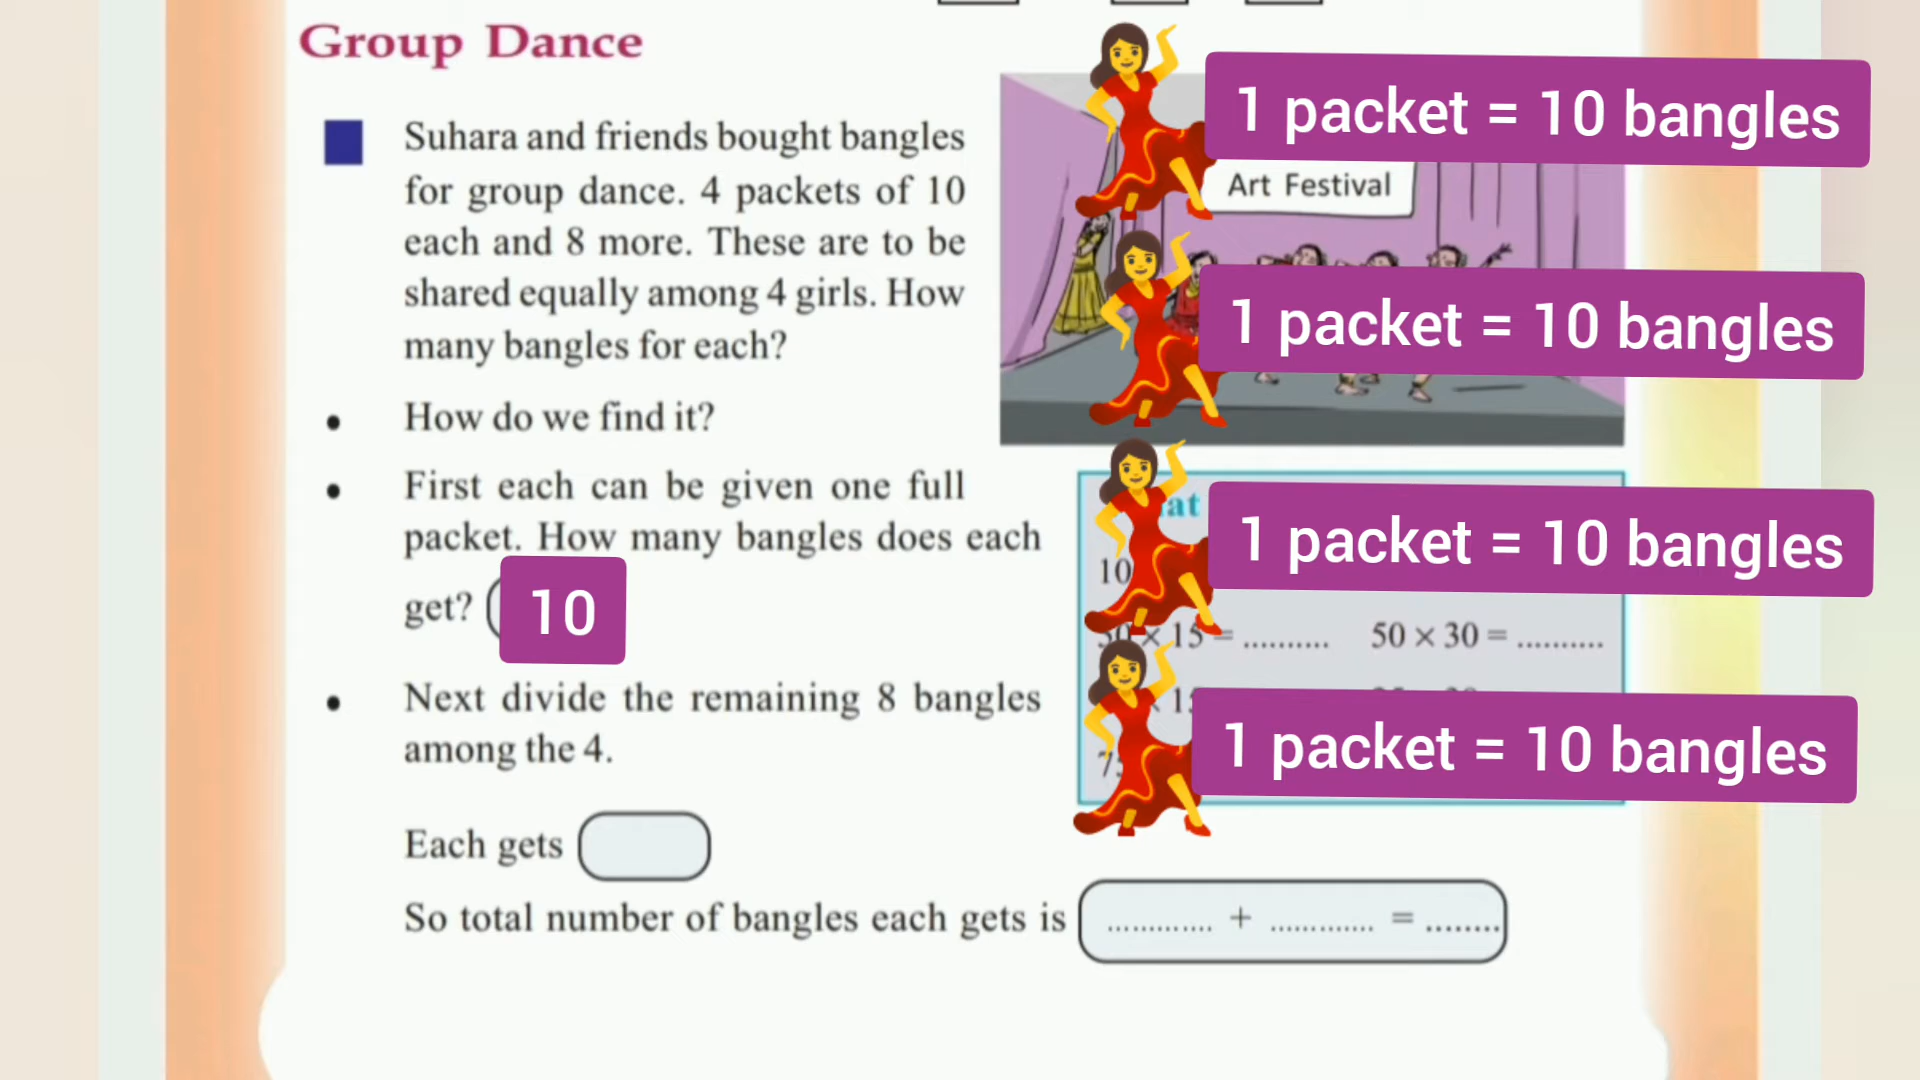 Group Dance
Suhara and friends bought bangles
for group dance. 4 packets of 10
each and 8 more. These are to be
shared equally among 4 girls. How
many bangles for each?
How do we find it?
First each can be given one full
packet. How many bangles does each
get? 10
Next divide the remaining 8 bangles
among the 4.
Each gets
So total number of bangles each gets is ............. + ............. = ........
1 packet = 10 bangles
Art Festival
1 packet = 10 bangles
1 packet = 10 bangles
10
50 × 15 = .......... 50 × 30 = ..........
1 packet = 10 bangles